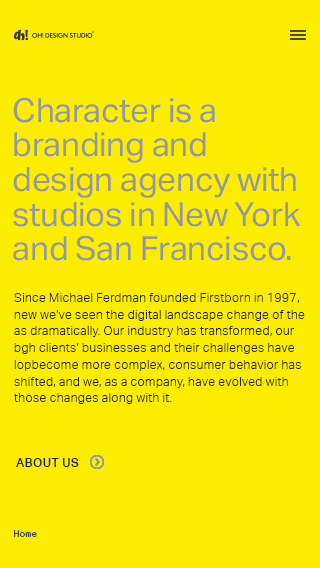 oh! OH! DESIGN STUDIO
Character is a
branding and
design agency with
studios in New York
and San Francisco.
Since Michael Ferdman founded Firstborn in 1997,
new we've seen the digital landscape change of the
as dramatically. Our industry has transformed, our
bgh clients' businesses and their challenges have
lopbecome more complex, consumer behavior has
shifted, and we, as a company, have evolved with
those changes along with it.
ABOUT US
Home